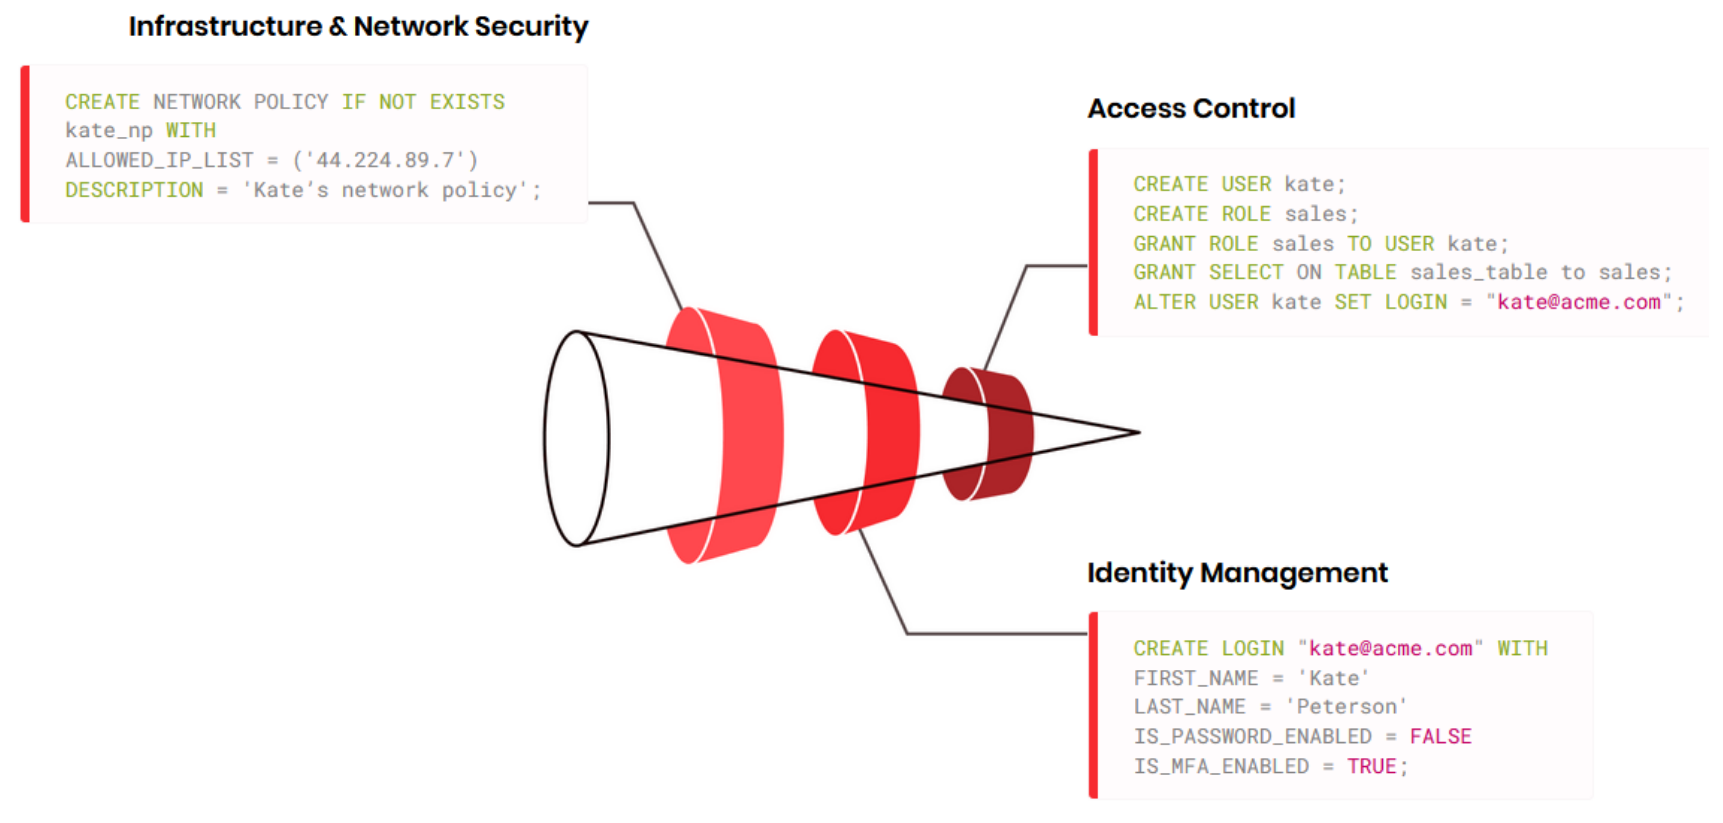 Infrastructure & Network Security
CREATE NETWORK POLICY IF NOT EXISTS
kate_np WITH
ALLOWED_IP_LIST = ('44.224.89.7')
DESCRIPTION = 'Kate's network policy';
Access Control
CREATE USER kate;
CREATE ROLE sales;
GRANT ROLE sales TO USER kate;
GRANT SELECT ON TABLE sales_table to sales;
ALTER USER kate SET LOGIN = "kate@acme.com";
Identity Management
CREATE LOGIN "kate@acme.com" WITH
FIRST_NAME = 'Kate'
LAST_NAME = 'Peterson'
IS_PASSWORD_ENABLED = FALSE
IS_MFA_ENABLED = TRUE;